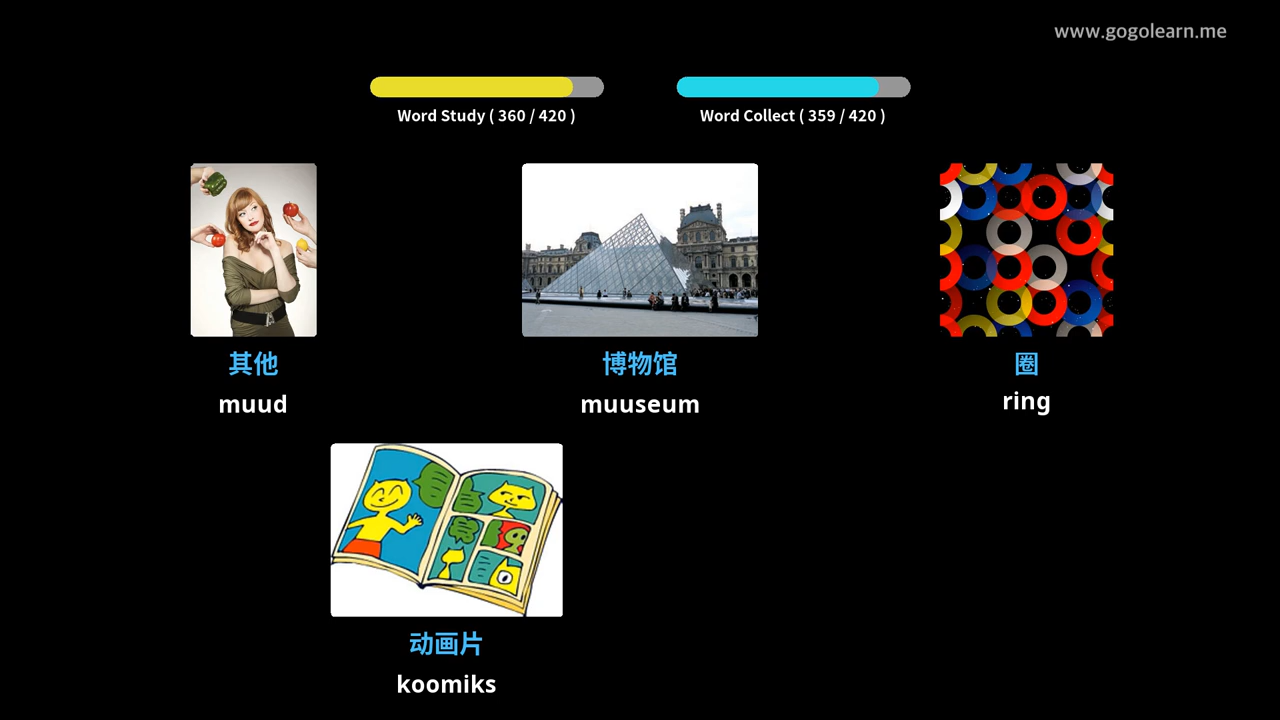 www.gogolearn.me
Word Study ( 360 / 420 )
Word Collect ( 359 / 420 )
其他
muud
博物馆
muuseum
圈
ring
动画片
koomiks